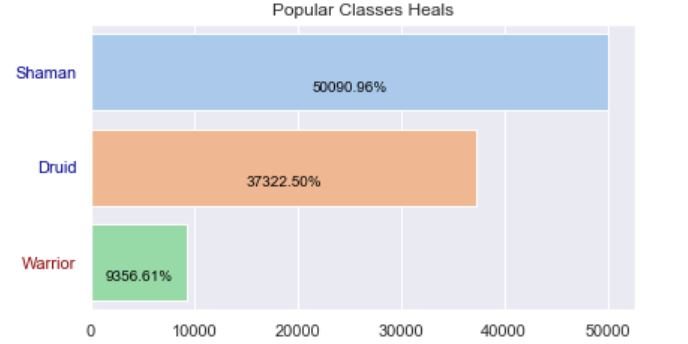 Popular Classes Heals
Shaman
50090.96%
Druid
37322.50%
Warrior
9356.61%
0 10000 20000 30000 40000 50000